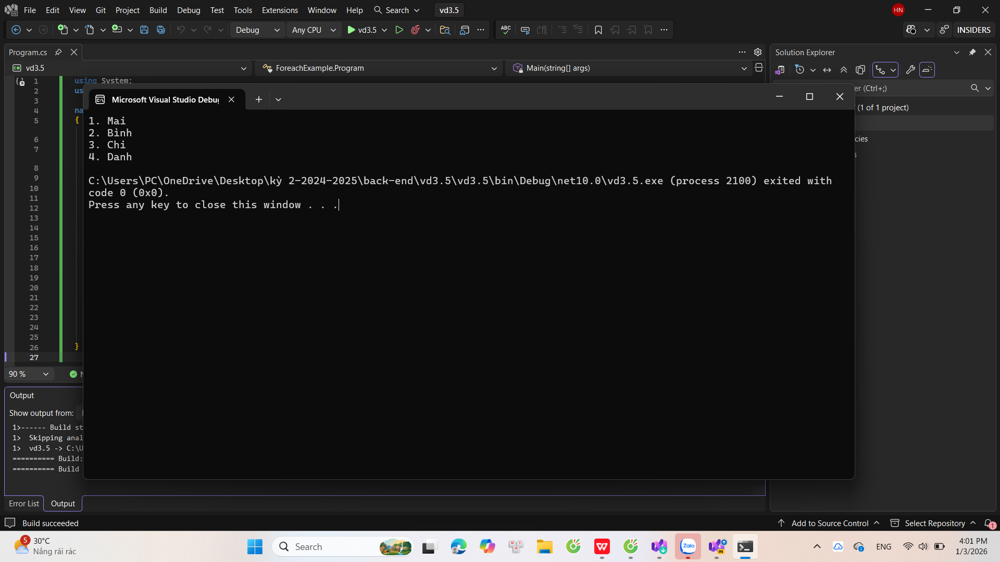 File Edit View Git Project Build Debug Test Tools Extensions Window Help Search vd3.5 HN
Debug Any CPU vd3.5 INSIDERS
Program.cs
Solution Explorer
vd3.5 ForeachExample.Program Main(string[] args)
er (Ctrl+;)
(1 of 1 project)
cies
s
1 using System;
2 us
3
4 na
5 {
6
7
8
9
10
11
12
13
14
15
16
17
18
19
20
21
22
23
24
25
26 }
27
Microsoft Visual Studio Debug
1. Mai
2. Bình
3. Chi
4. Danh
C:\Users\PC\OneDrive\Desktop\kỳ 2-2024-2025\back-end\vd3.5\vd3.5\bin\Debug\net10.0\vd3.5.exe (process 2100) exited with
code 0 (0x0).
Press any key to close this window . . .
90 % N
Output
Show output from:
1>------ Build st
1> Skipping anal
1> vd3.5 -> C:\U
========== Build:
========== Build
Error List Output
Build succeeded
Add to Source Control Select Repository 1
5 30°C
Nắng rải rác
Search
Zalo
ENG
4:01 PM
1/3/2026